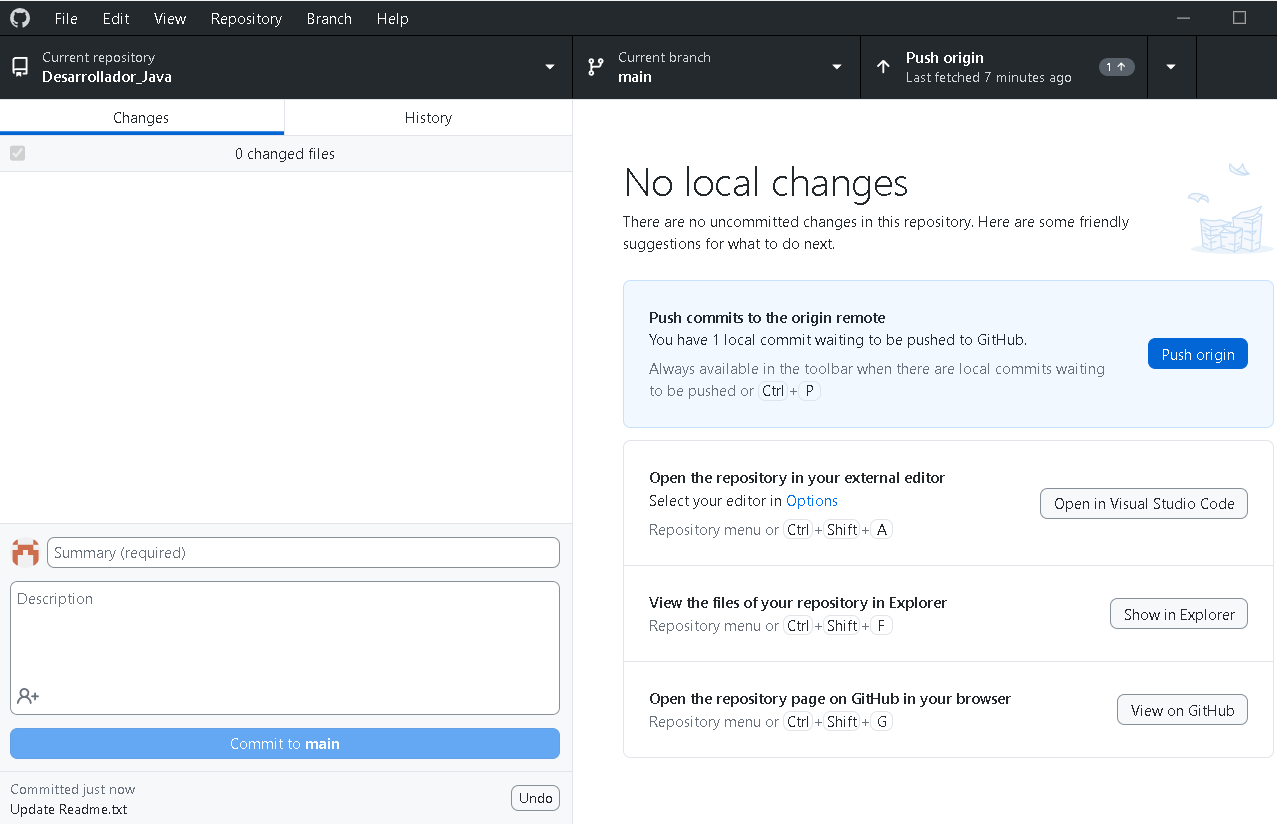 File Edit View Repository Branch Help
Current repository
Desarrollador_Java
Current branch
main
Push origin
Last fetched 7 minutes ago
1
Changes
History
0 changed files
Summary (required)
Description
Commit to main
Committed just now
Update Readme.txt
Undo
No local changes
There are no uncommitted changes in this repository. Here are some friendly
suggestions for what to do next.
Push commits to the origin remote
You have 1 local commit waiting to be pushed to GitHub.
Always available in the toolbar when there are local commits waiting
to be pushed or Ctrl + P
Push origin
Open the repository in your external editor
Select your editor in Options
Repository menu or Ctrl + Shift + A
Open in Visual Studio Code
View the files of your repository in Explorer
Repository menu or Ctrl + Shift + F
Show in Explorer
Open the repository page on GitHub in your browser
Repository menu or Ctrl + Shift + G
View on GitHub